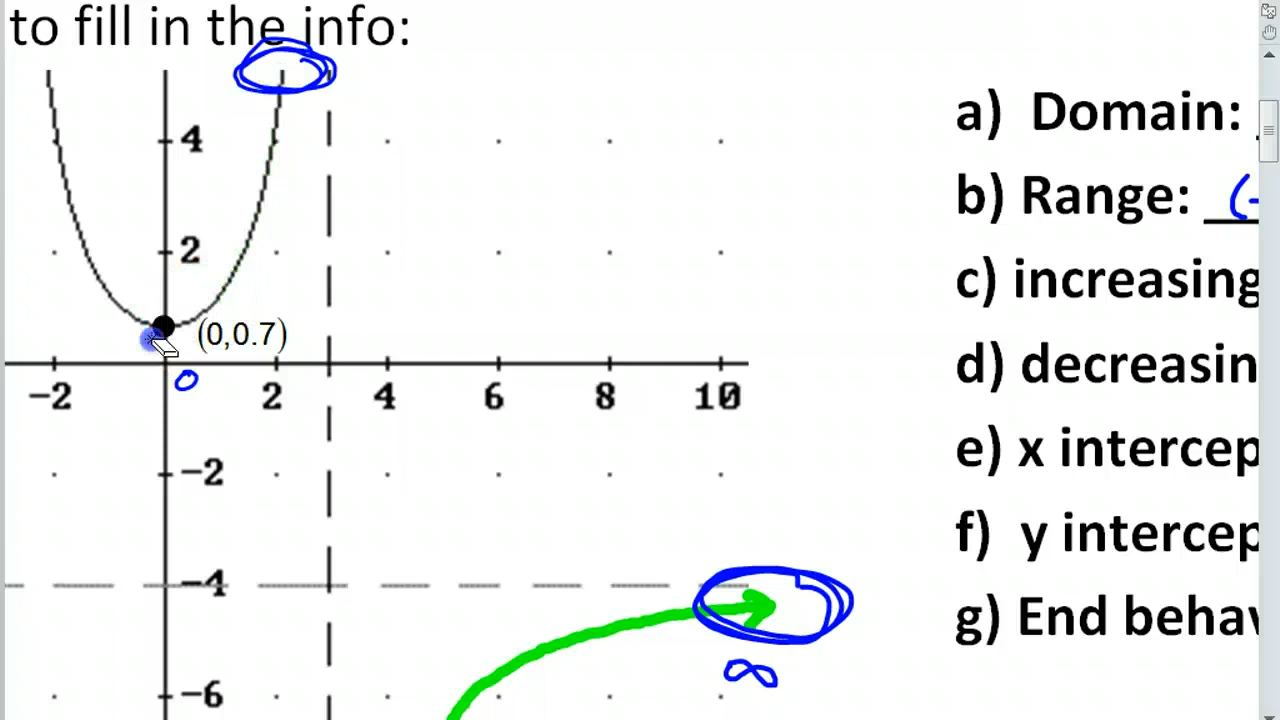 to fill in the info:
4
2
(0,0.7)
0
-2 2 4 6 8 10
-2
-4
∞
-6
a) Domain:
b) Range: (-
c) increasing
d) decreasin
e) x intercep
f) y intercep
g) End behav